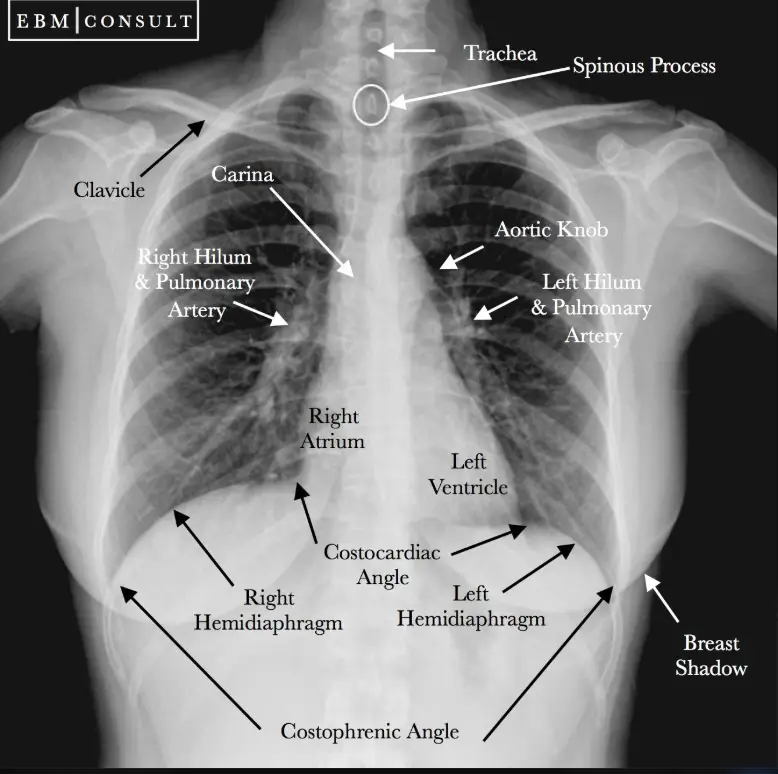 EBM|CONSULT
Trachea
Spinous Process
Clavicle
Carina
Aortic Knob
Right Hilum
& Pulmonary
Artery
Left Hilum
& Pulmonary
Artery
Right
Atrium
Left
Ventricle
Costocardiac
Angle
Right
Hemidiaphragm
Left
Hemidiaphragm
Breast
Shadow
Costophrenic Angle